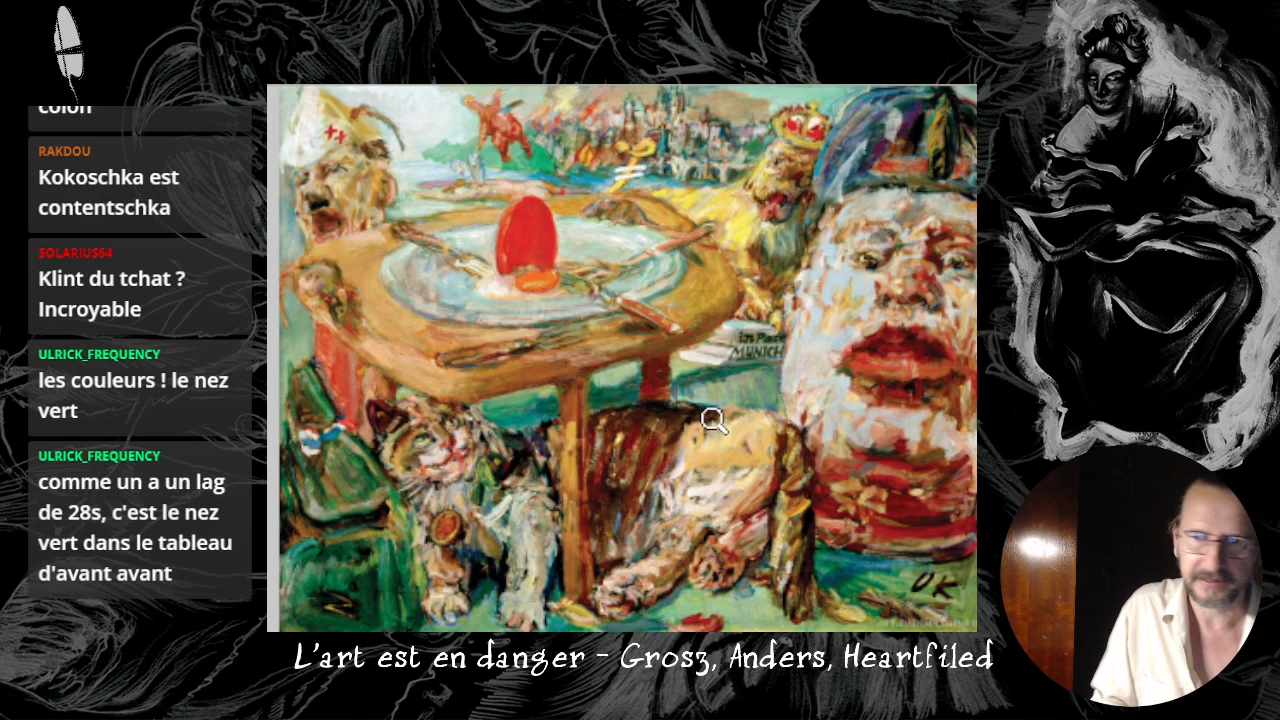 colon
RAKDOU
Kokoschka est
contentschka
SOLARIUS64
Klint du tchat ?
Incroyable
ULRICK_FREQUENCY
les couleurs ! le nez
vert
ULRICK_FREQUENCY
comme un a un lag
de 28s, c'est le nez
vert dans le tableau
d'avant avant
MUNICH
OK
L'art est en danger - Grosz, Anders, Heartfiled